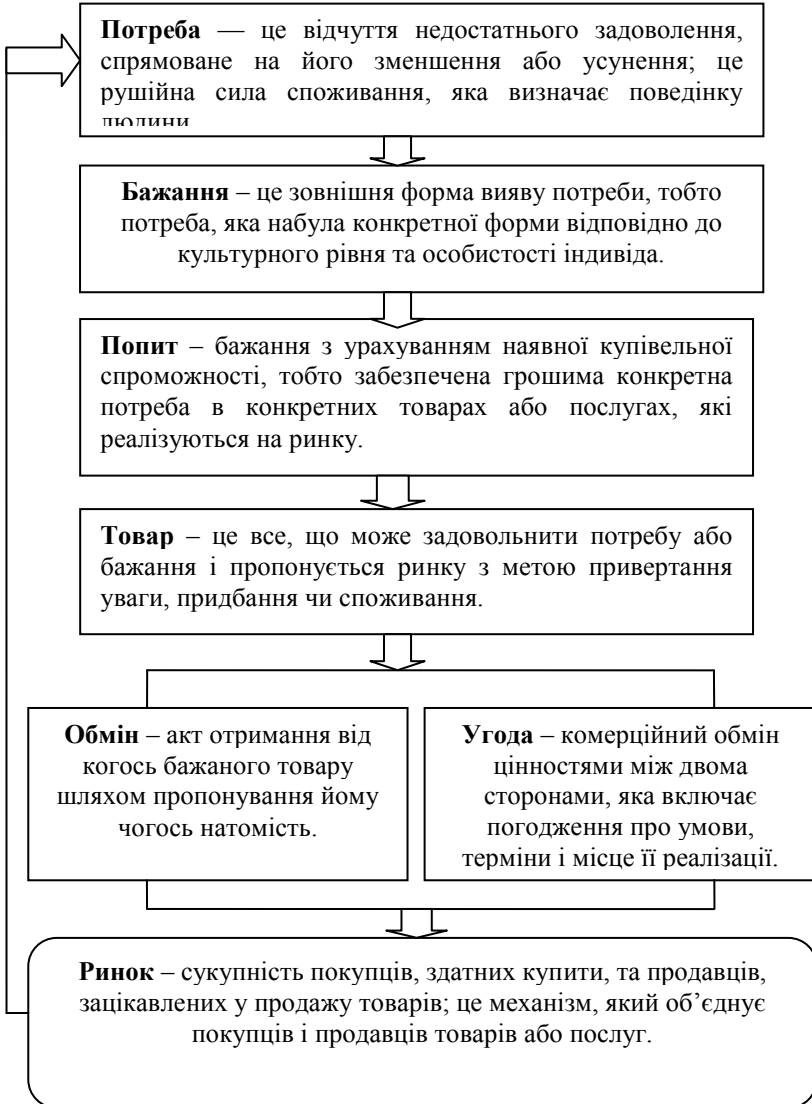 Потреба — це відчуття недостатнього задоволення,
спрямоване на його зменшення або усунення; це
рушійна сила споживання, яка визначає поведінку
людини
Бажання – це зовнішня форма вияву потреби, тобто
потреба, яка набула конкретної форми відповідно до
культурного рівня та особистості індивіда.
Попит – бажання з урахуванням наявної купівельної
спроможності, тобто забезпечена грошима конкретна
потреба в конкретних товарах або послугах, які
реалізуються на ринку.
Товар – це все, що може задовольнити потребу або
бажання і пропонується ринку з метою привертання
уваги, придбання чи споживання.
Обмін – акт отримання від
когось бажаного товару
шляхом пропонування йому
чогось натомість.
Угода – комерційний обмін
цінностями між двома
сторонами, яка включає
погодження про умови,
терміни і місце її реалізації.
Ринок – сукупність покупців, здатних купити, та продавців,
зацікавлених у продажу товарів; це механізм, який об’єднує
покупців і продавців товарів або послуг.